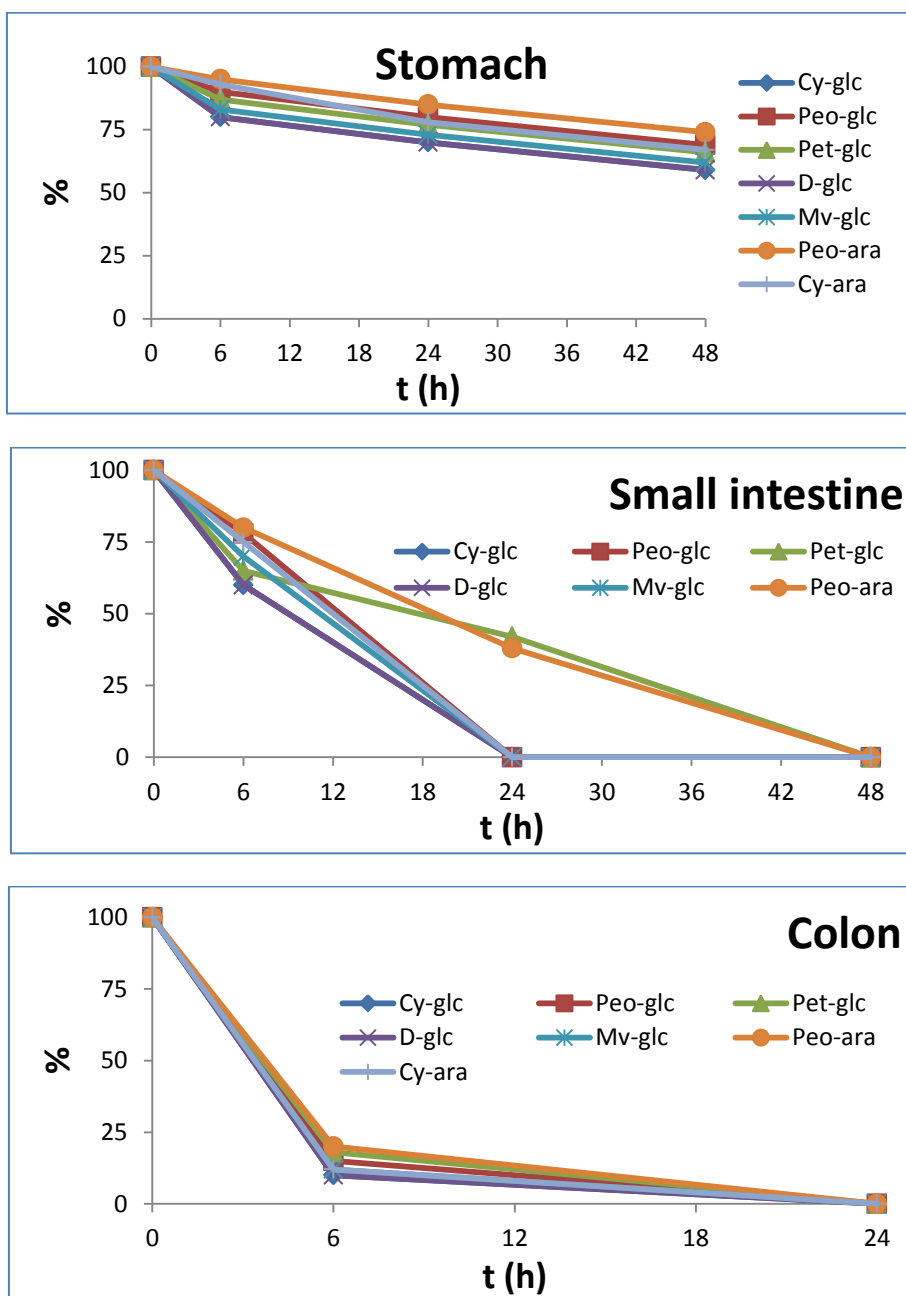 Stomach
100
75
50
25
0
%
0 6 12 24 30 36 42 48
t (h)
Cy-glc
Peo-glc
Pet-glc
D-glc
Mv-glc
Peo-ara
Cy-ara
Small intestine
100
75
50
25
0
%
Cy-glc Peo-glc Pet-glc
D-glc Mv-glc Peo-ara
0 6 12 18 24 30 36 42 48
t (h)
Colon
100
75
50
25
0
%
Cy-glc Peo-glc Pet-glc
D-glc Mv-glc Peo-ara
Cy-ara
0 6 12 18 24
t (h)